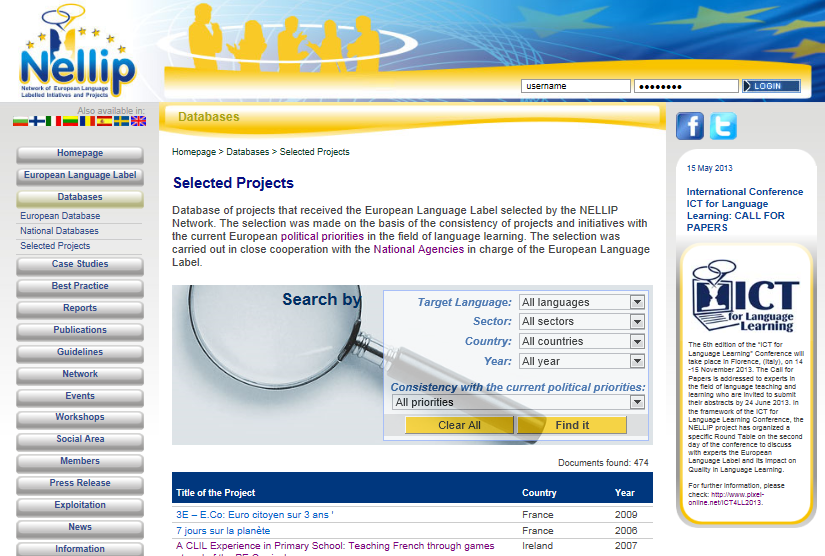 Nellip
Network of European Language
Labelled Intiatives and Projects
username
LOGIN
Also available in:
Homepage
European Language Label
Databases
European Database
National Databases
Selected Projects
Case Studies
Best Practice
Reports
Publications
Guidelines
Network
Events
Workshops
Social Area
Members
Press Release
Exploitation
News
Information
Databases
Homepage > Databases > Selected Projects
Selected Projects
Database of projects that received the European Language Label selected by the NELLIP
Network. The selection was made on the basis of the consistency of projects and initiatives with
the current European political priorities in the field of language learning. The selection was
carried out in close cooperation with the National Agencies in charge of the European Language
Label.
Search by
Target Language: All languages
Sector: All sectors
Country: All countries
Year: All year
Consistency with the current political priorities:
All priorities
Clear All Find it
Documents found: 474
Title of the Project Country Year
3E – E.Co: Euro citoyen sur 3 ans ' France 2009
7 jours sur la planète France 2006
A CLIL Experience in Primary School: Teaching French through games Ireland 2007
15 May 2013
International Conference
ICT for Language
Learning: CALL FOR
PAPERS
ICT
for Language
Learning
The 6th edition of the "ICT for
Language Learning" Conference will
take place in Florence, (Italy), on 14
-15 November 2013. The Call for
Papers is addressed to experts in
the field of language teaching and
learning who are invited to submit
their abstracts by 24 June 2013. In
the framework of the ICT for
Language Learning Conference, the
NELLIP project has organized a
specific Round Table on the second
day of the conference to discuss
with experts the European
Language Label and its impact on
Quality in Language Learning.
For further information, please
check: http://www.pixel-
online.net/ICT4LL2013.